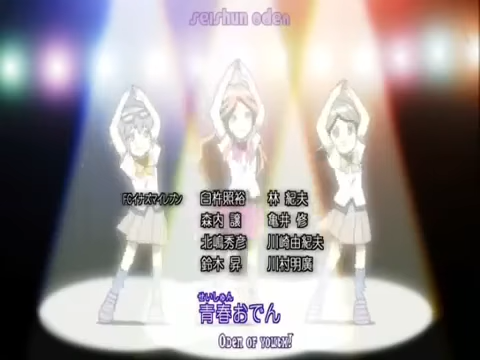 seishun oden
FCイナズマイレブン 臼杵照裕 林 紀夫
森内 譲 亀井 修
北嶋秀彦 川崎由紀夫
鈴木 昇 川村明廣
せいしゅん
青春おでん
Oden of youth!